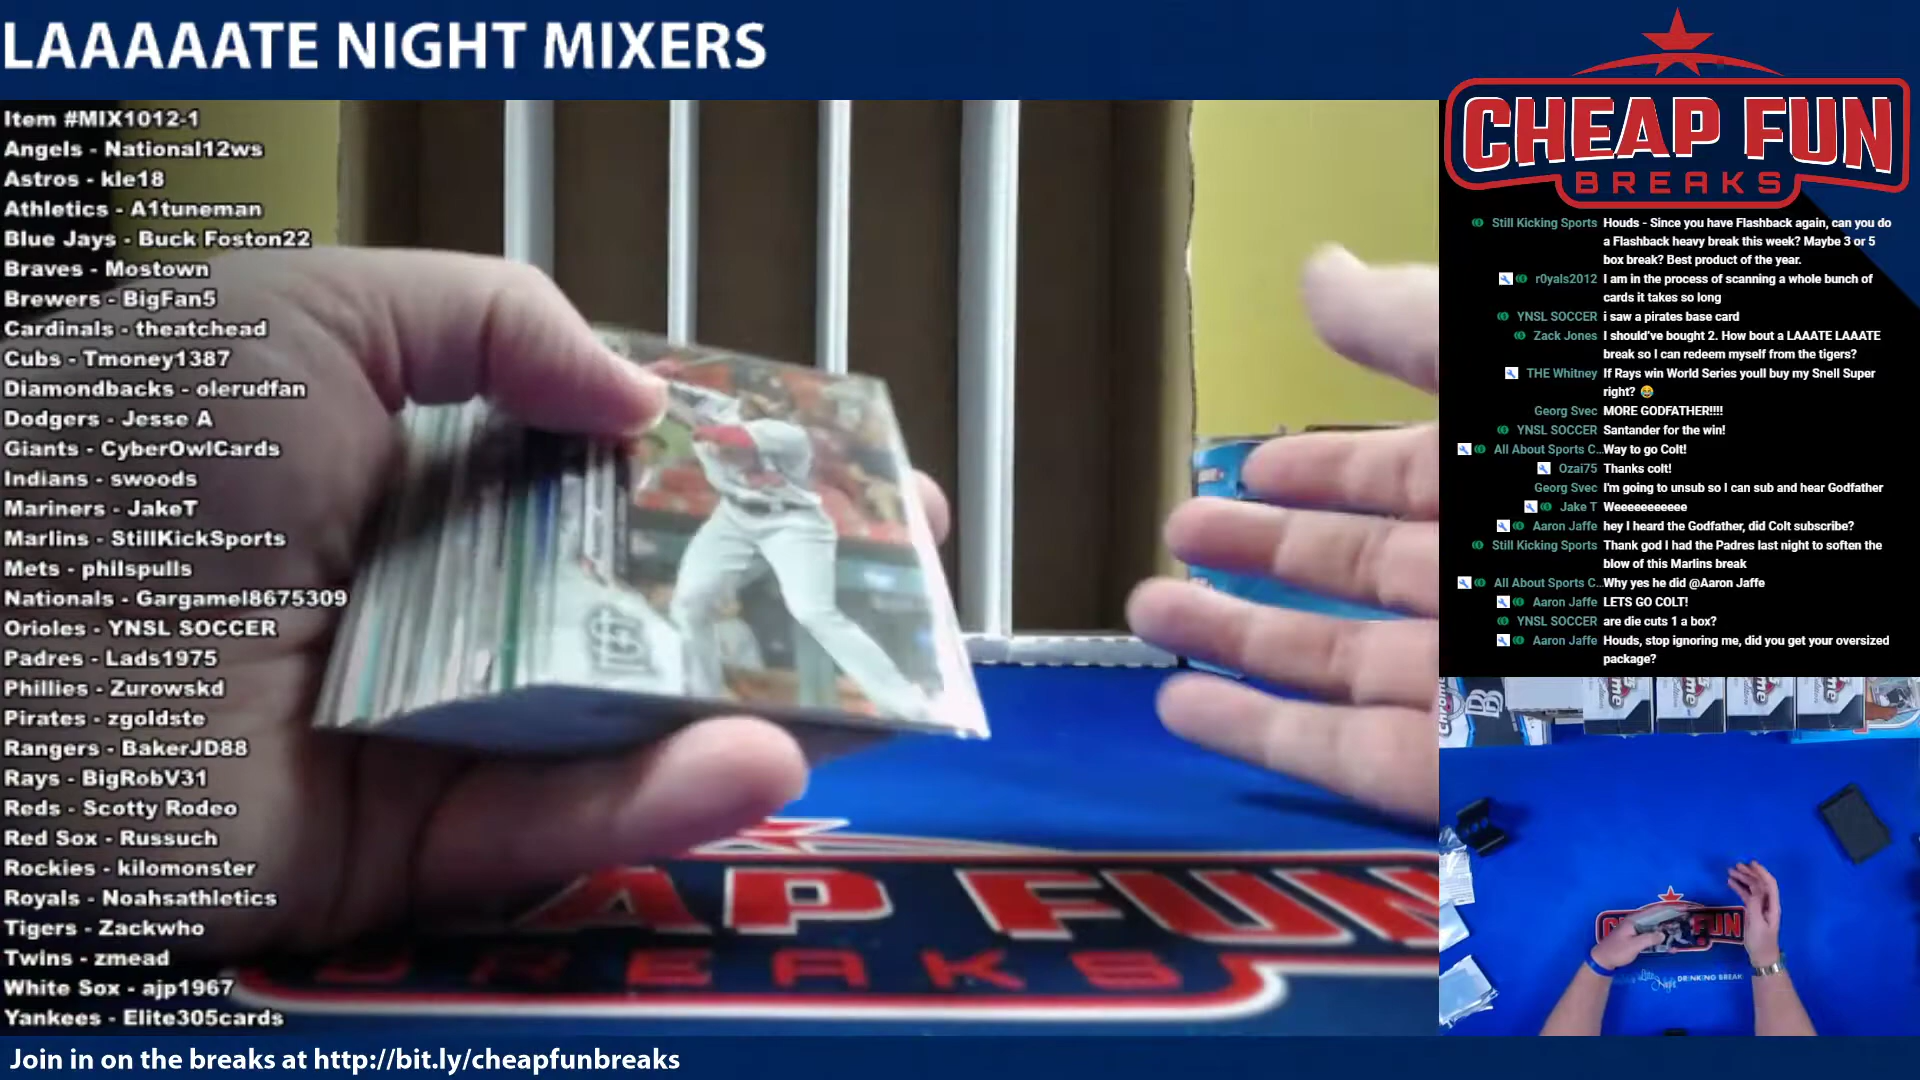 LAAAAATE NIGHT MIXERS
CHEAP FUN
BREAKS
Item #MIX1012-1
Angels - National12ws
Astros - kle18
Athletics - A1tuneman
Blue Jays - Buck Foston22
Braves - Mostown
Brewers - BigFan5
Cardinals - theatchead
Cubs - Tmoney1387
Diamondbacks - olerudfan
Dodgers - Jesse A
Giants - CyberOwlCards
Indians - swoods
Mariners - JakeT
Marlins - StillKickSports
Mets - philspulls
Nationals - Gargamel8675309
Orioles - YNSL SOCCER
Padres - Lads1975
Phillies - Zurowskd
Pirates - zgoldste
Rangers - BakerJD88
Rays - BigRobV31
Reds - Scotty Rodeo
Red Sox - Russuch
Rockies - kilomonster
Royals - Noahsathletics
Tigers - Zackwho
Twins - zmead
White Sox - ajp1967
Yankees - Elite305cards
AP FUN
BREAKS
Still Kicking Sports Houds - Since you have Flashback again, can you do
a Flashback heavy break this week? Maybe 3 or 5
box break? Best product of the year.
r0yals2012 I am in the process of scanning a whole bunch of
cards it takes so long
YNSL SOCCER i saw a pirates base card
Zack Jones I should've bought 2. How bout a LAAATE LAAATE
break so I can redeem myself from the tigers?
THE Whitney If Rays win World Series youll buy my Snell Super
right? 😂
Georg Svec MORE GODFATHER!!!!
YNSL SOCCER Santander for the win!
All About Sports C... Way to go Colt!
Ozai75 Thanks colt!
Georg Svec I'm going to unsub so I can sub and hear Godfather
Jake T Weeeeeeeeeee
Aaron Jaffe hey I heard the Godfather, did Colt subscribe?
Still Kicking Sports Thank god I had the Padres last night to soften the
blow of this Marlins break
All About Sports C... Why yes he did @Aaron Jaffe
Aaron Jaffe LETS GO COLT!
YNSL SOCCER are die cuts 1 a box?
Aaron Jaffe Houds, stop ignoring me, did you get your oversized
package?
FUN
DRINKING BREAK
Join in on the breaks at http://bit.ly/cheapfunbreaks